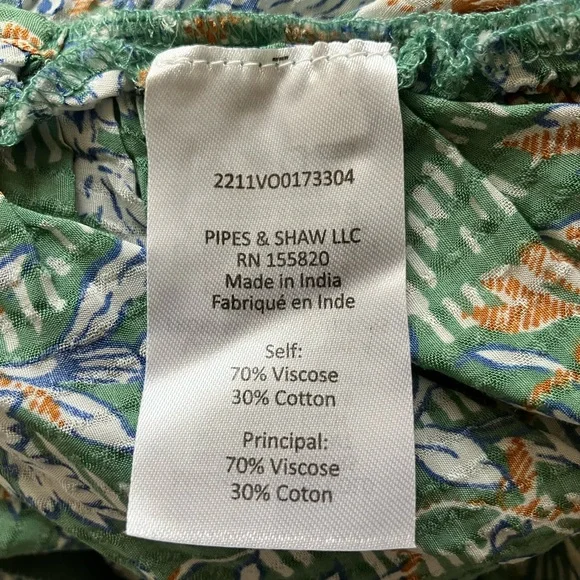 2211VO0173304
PIPES & SHAW LLC
RN 155820
Made in India
Fabriqué en Inde
Self:
70% Viscose
30% Cotton
Principal:
70% Viscose
30% Coton